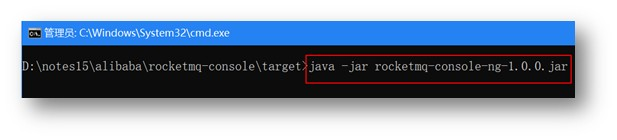 管理员: C:\Windows\System32\cmd.exe
D:\notes15\alibaba\rocketmq-console\target>java -jar rocketmq-console-ng-1.0.0.jar